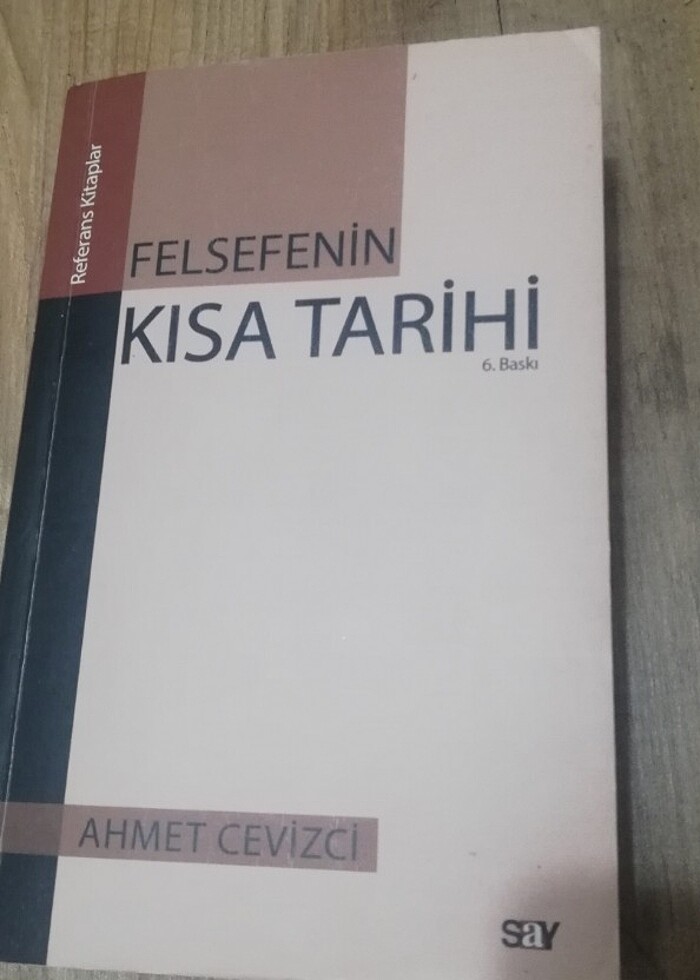 Referans Kitaplar
FELSEFENİN
KISA TARİHİ
6. Baskı
AHMET CEVİZCİ
say